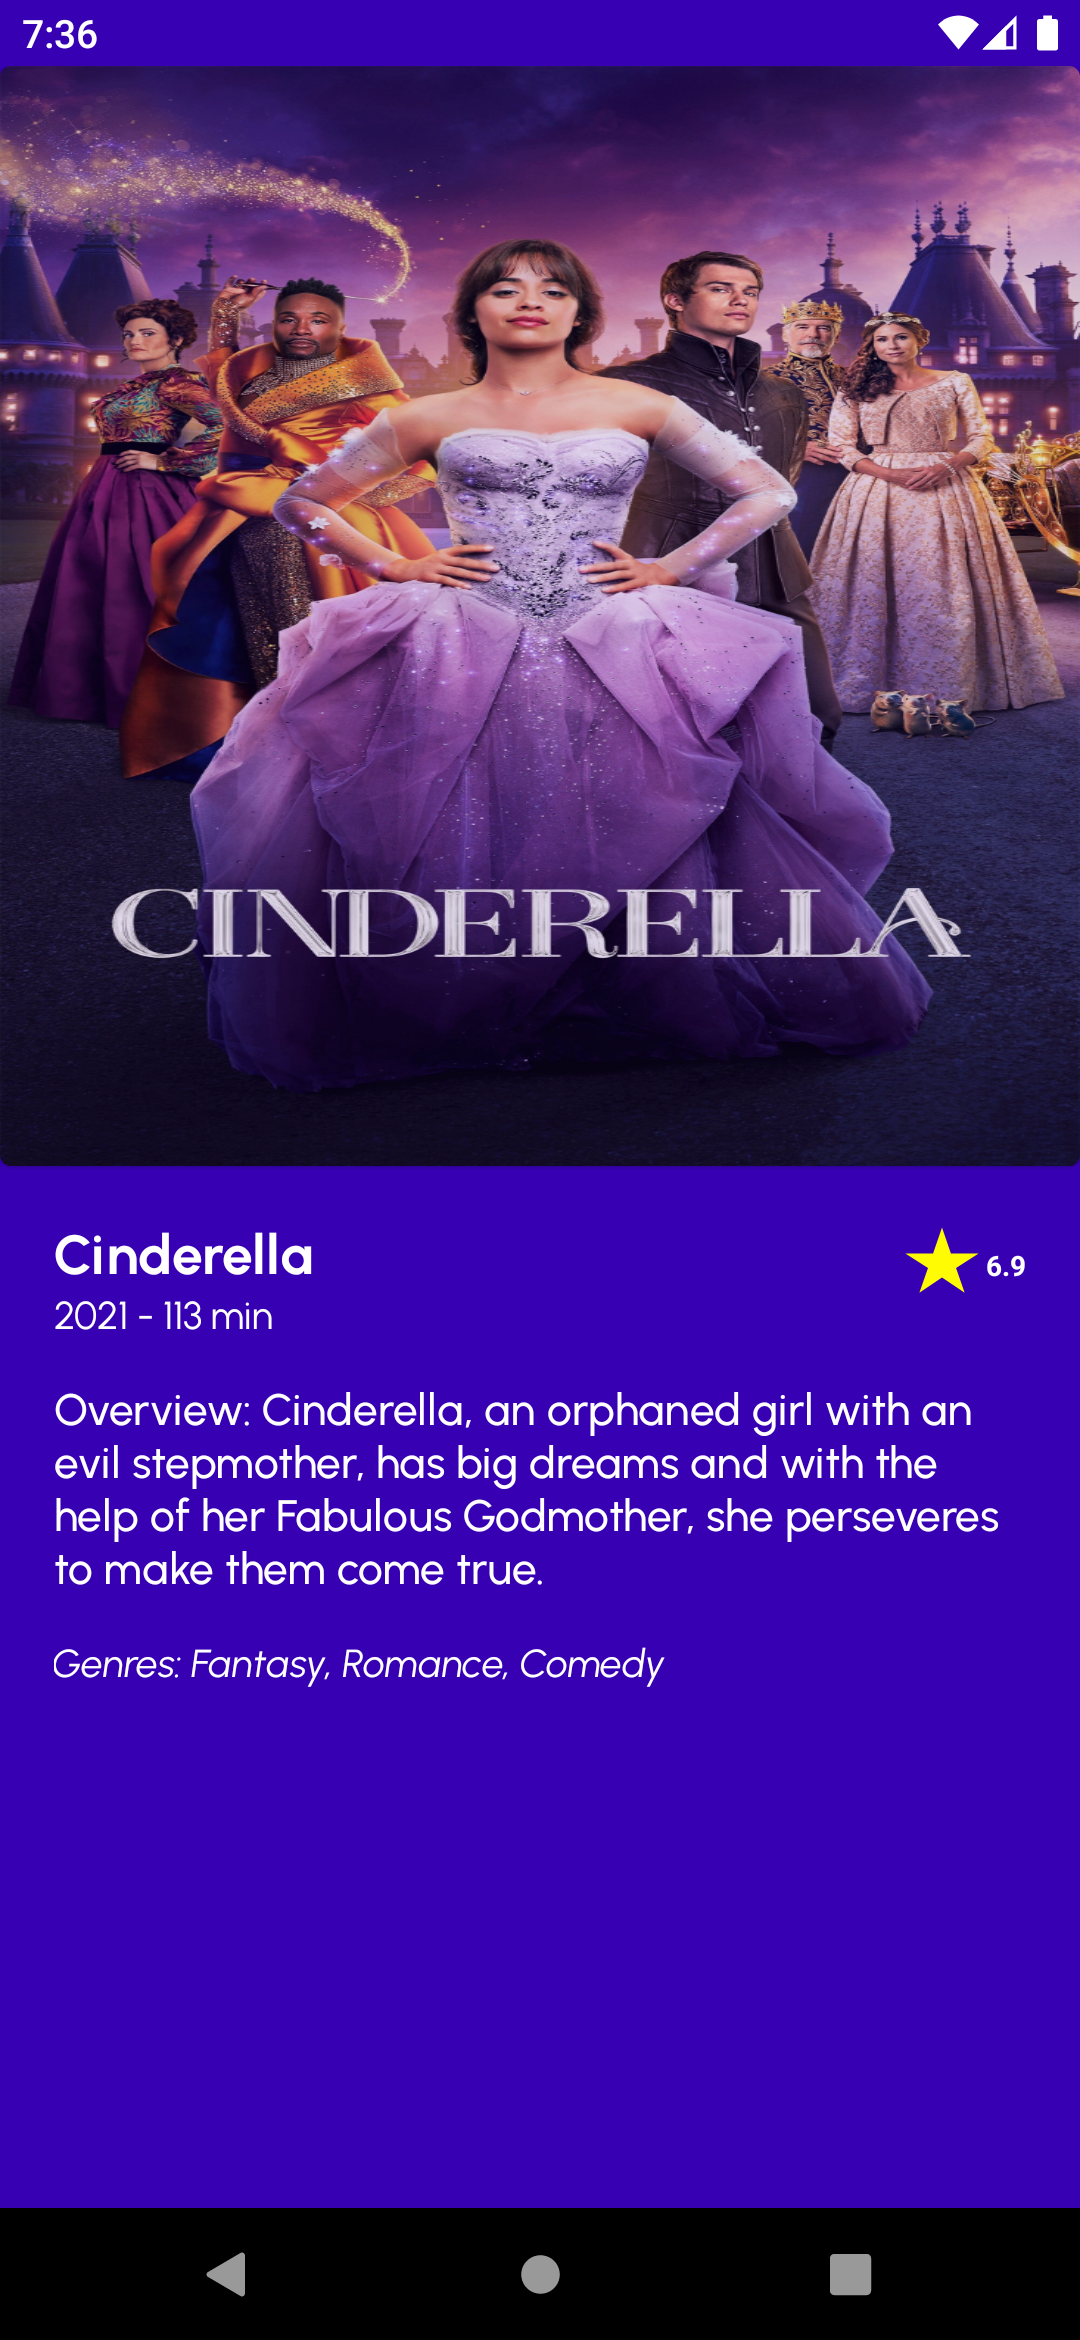 7:36
CINDERELLA
Cinderella
6.9
2021 - 113 min
Overview: Cinderella, an orphaned girl with an
evil stepmother, has big dreams and with the
help of her Fabulous Godmother, she perseveres
to make them come true.
Genres: Fantasy, Romance, Comedy